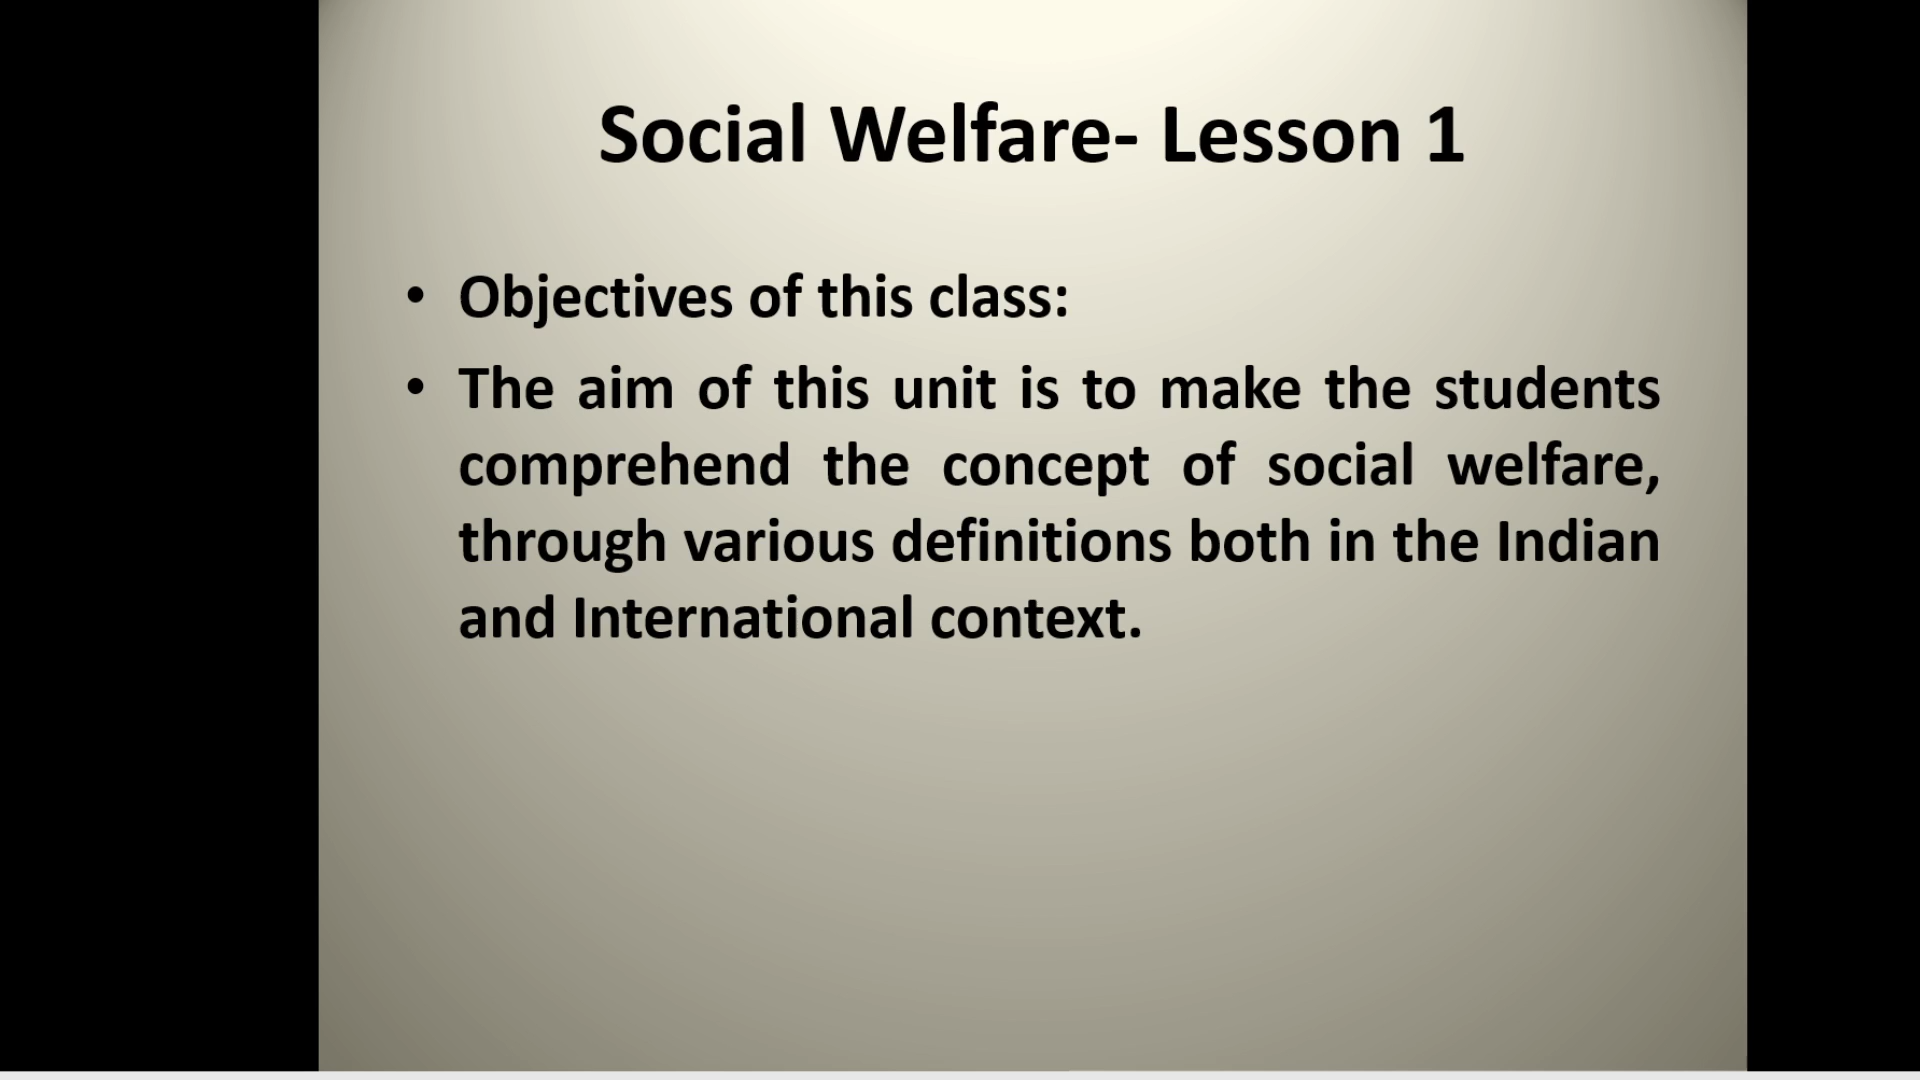 Social Welfare- Lesson 1
• Objectives of this class:
• The aim of this unit is to make the students
comprehend the concept of social welfare,
through various definitions both in the Indian
and International context.